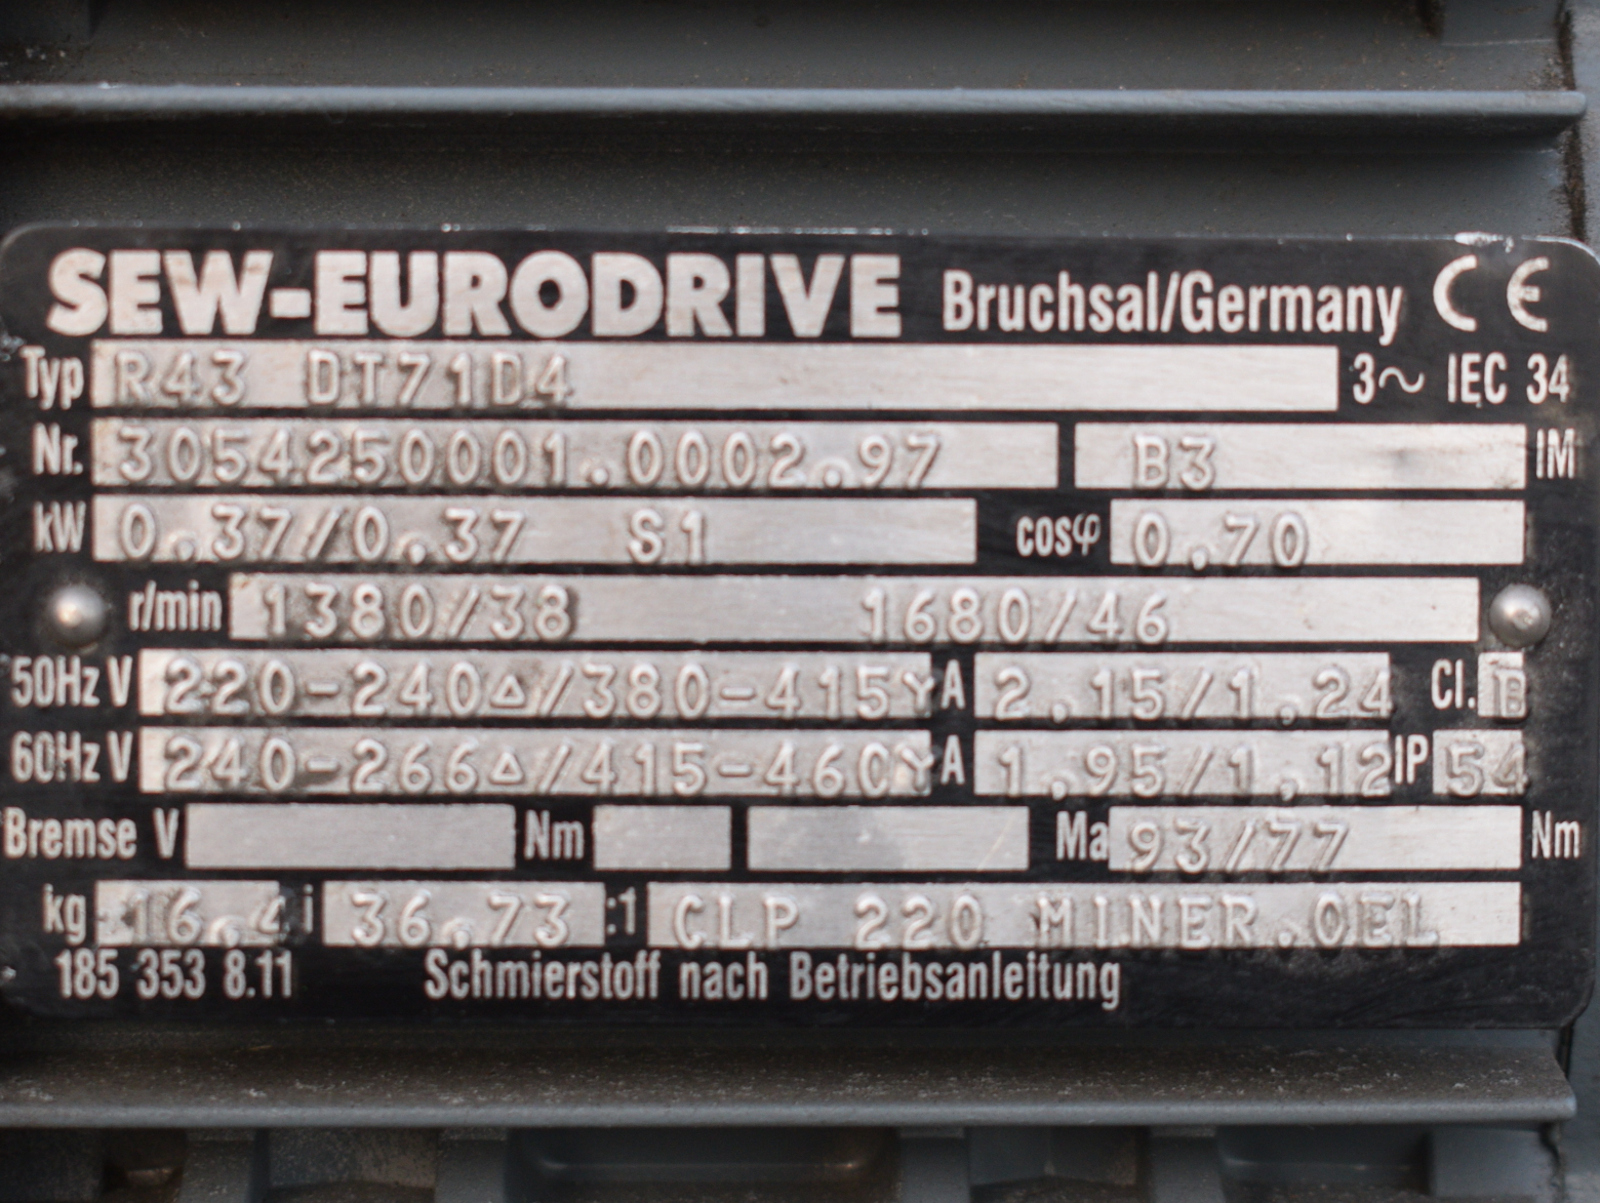 SEW-EURODRIVE Bruchsal/Germany CE
Typ R43 DT71D4 3~ IEC 34
Nr. 3054250001.0002.97 B3 IM
kW 0.37/0.37 S1 cosφ 0,70
r/min 1380/38 1680/46
50Hz V 220-240△/380-415Y A 2,15/1,24 Cl. B
60Hz V 240-266△/415-460Y A 1,95/1,12 IP 54
Bremse V Nm Ma 93/77 Nm
kg 16.4 i 36.73 :1 CLP 220 MINER.OEL
185 353 8.11 Schmierstoff nach Betriebsanleitung